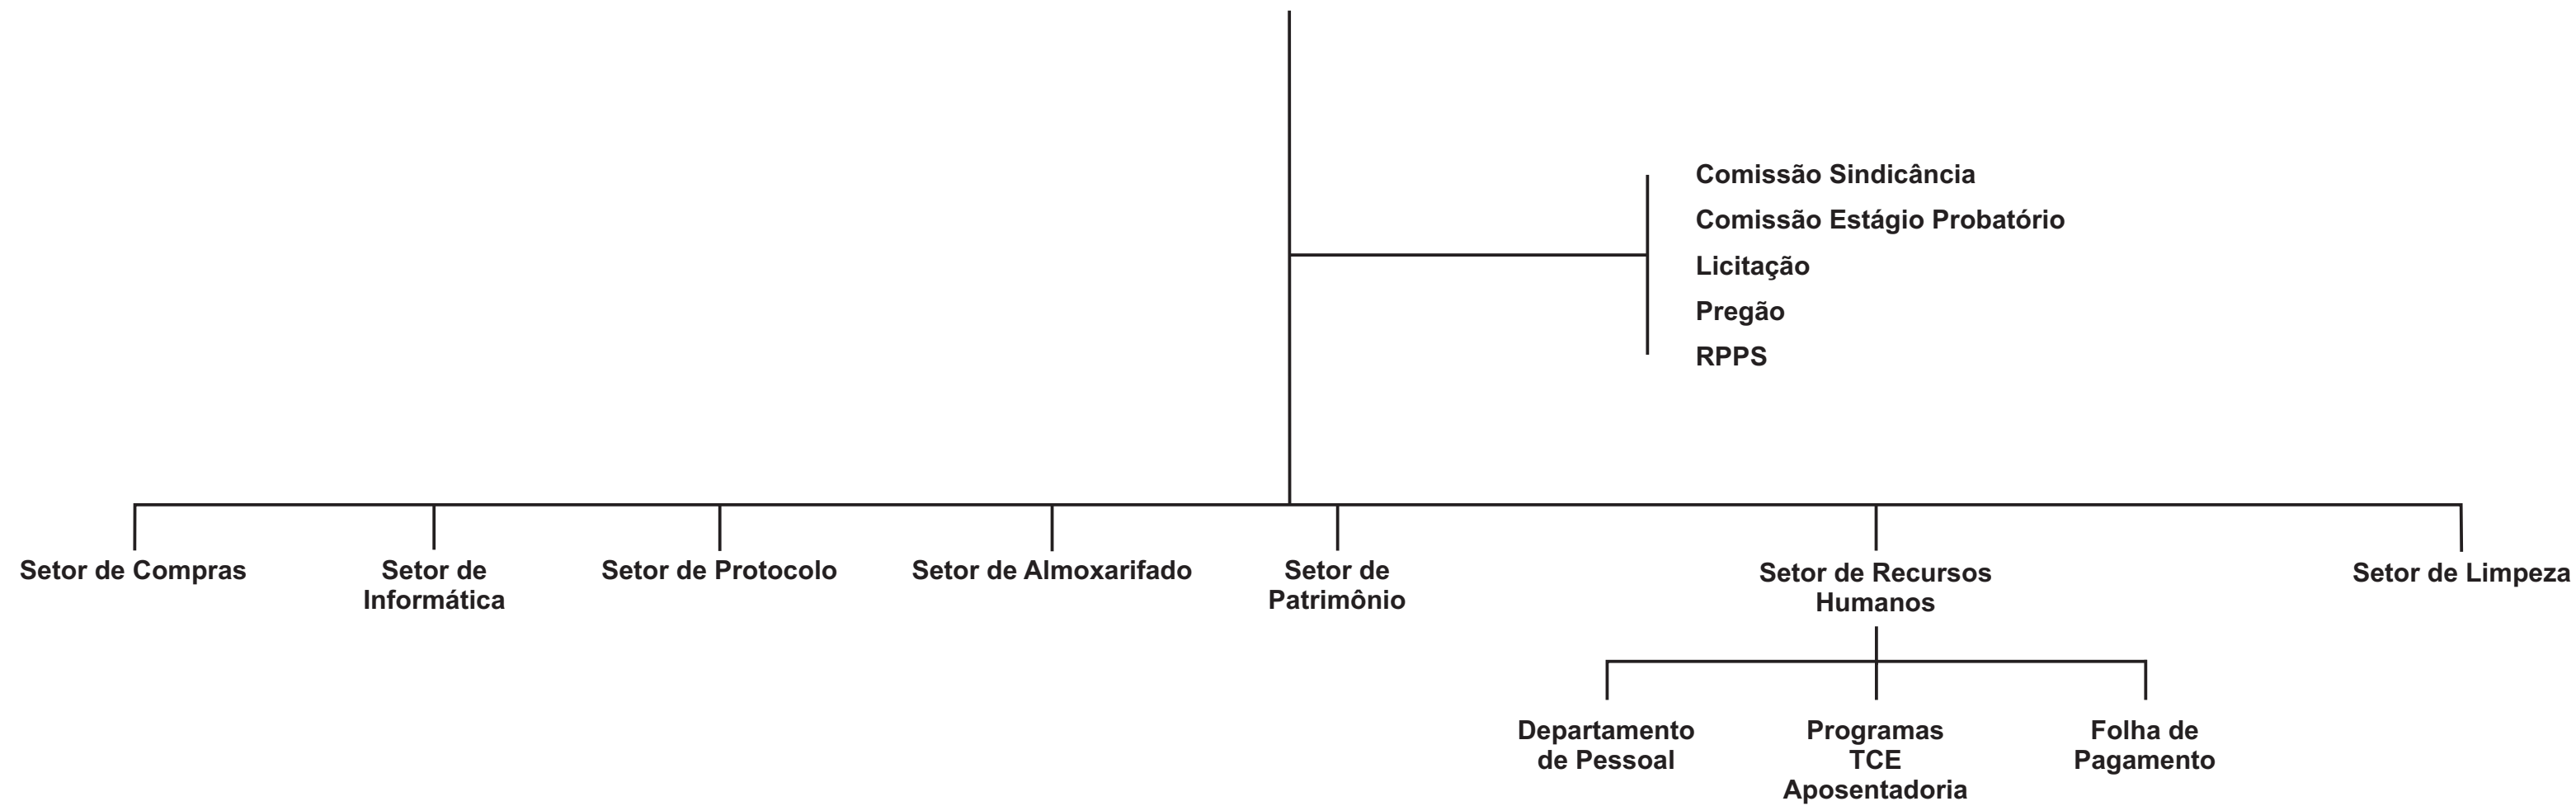 Comissão Sindicância
Comissão Estágio Probatório
Licitação
Pregão
RPPS
Setor de Compras
Setor de
Informática
Setor de Protocolo
Setor de Almoxarifado
Setor de
Patrimônio
Setor de Recursos
Humanos
Setor de Limpeza
Departamento
de Pessoal
Programas
TCE
Aposentadoria
Folha de
Pagamento